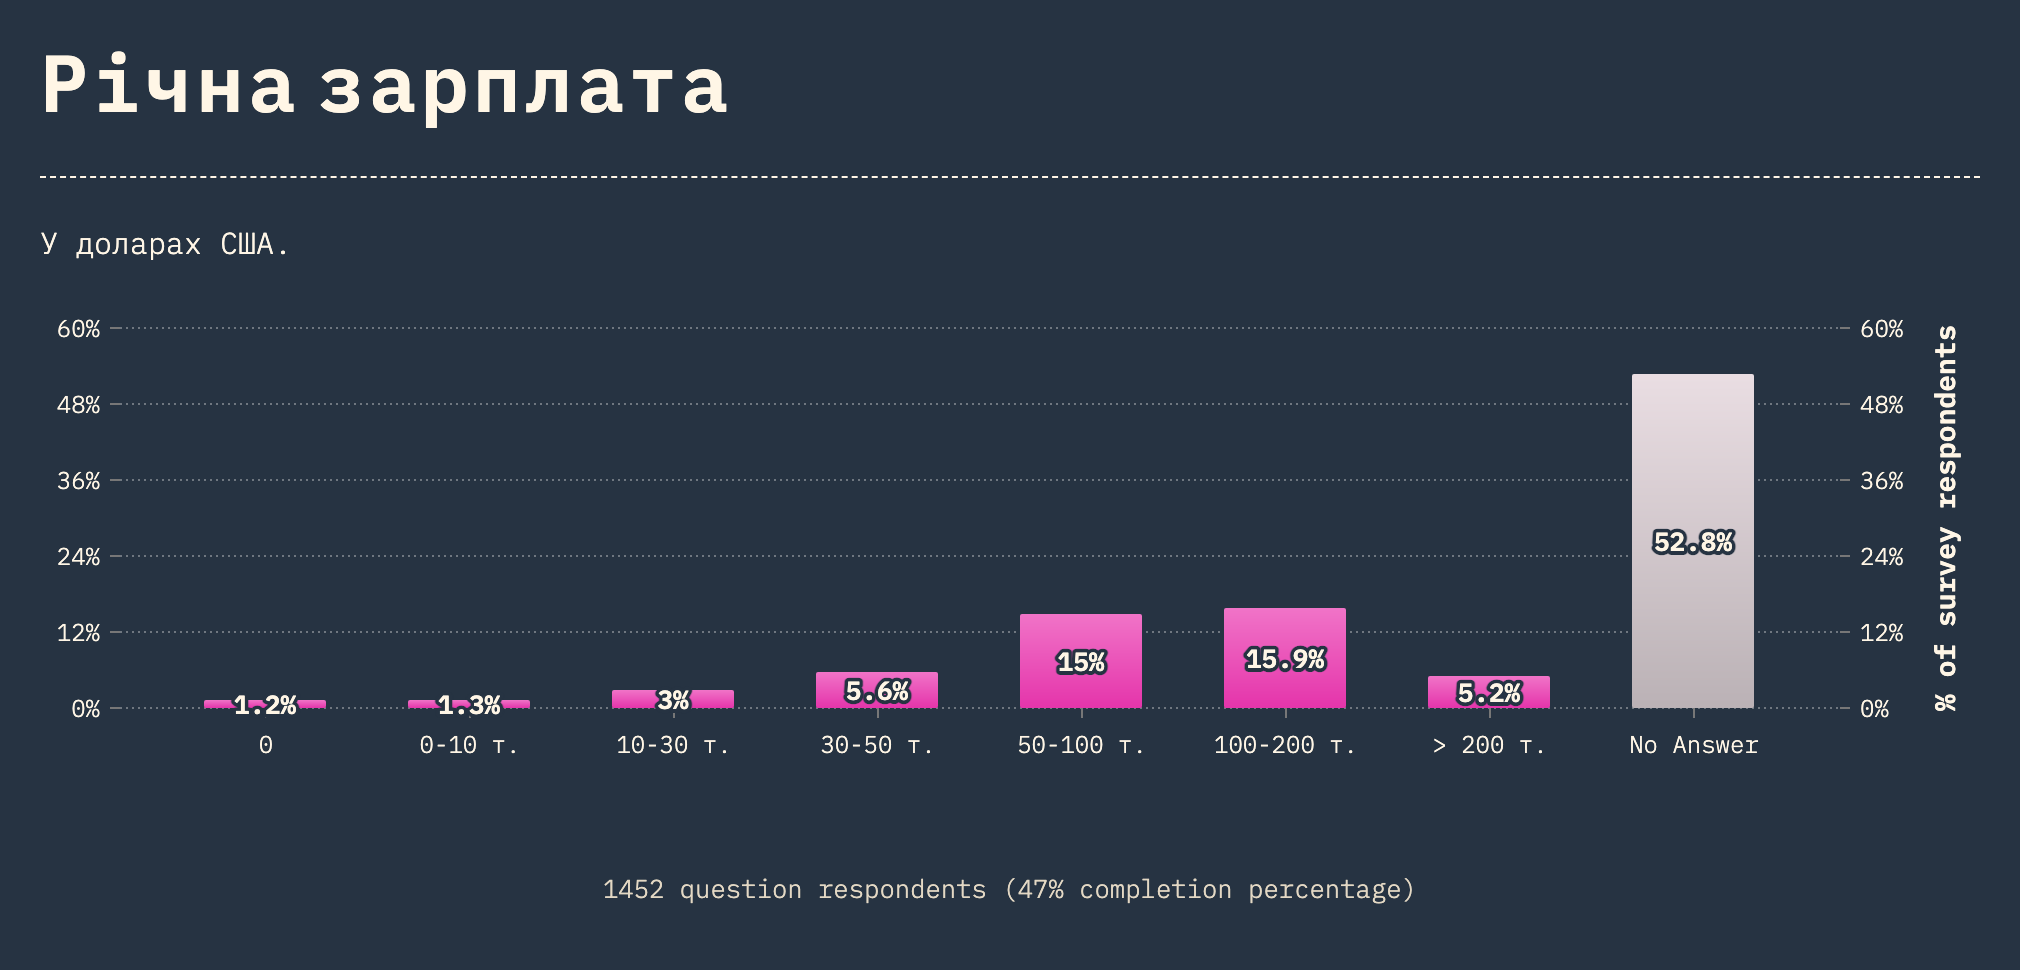 Річна зарплата
У доларах США.
60% 60%
48% 48%
36% 36%
24% 24%
12% 12%
0% 0%
% of survey respondents
1.2% 1.3% 3% 5.6% 15% 15.9% 5.2% 52.8%
0 0-10 т. 10-30 т. 30-50 т. 50-100 т. 100-200 т. > 200 т. No Answer
1452 question respondents (47% completion percentage)